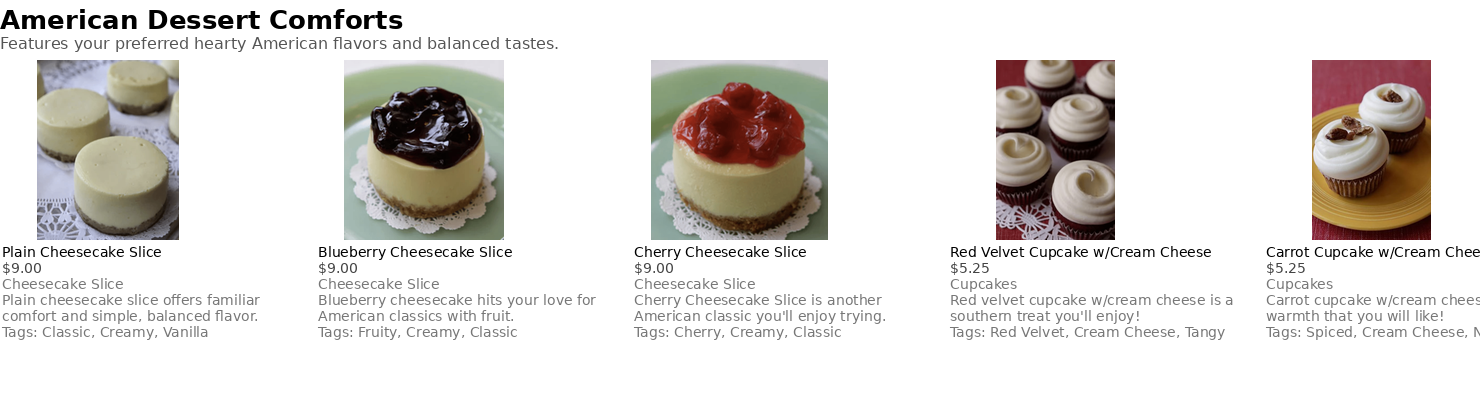 American Dessert Comforts
Features your preferred hearty American flavors and balanced tastes.
Plain Cheesecake Slice
$9.00
Cheesecake Slice
Plain cheesecake slice offers familiar
comfort and simple, balanced flavor.
Tags: Classic, Creamy, Vanilla
Blueberry Cheesecake Slice
$9.00
Cheesecake Slice
Blueberry cheesecake hits your love for
American classics with fruit.
Tags: Fruity, Creamy, Classic
Cherry Cheesecake Slice
$9.00
Cheesecake Slice
Cherry Cheesecake Slice is another
American classic you'll enjoy trying.
Tags: Cherry, Creamy, Classic
Red Velvet Cupcake w/Cream Cheese
$5.25
Cupcakes
Red velvet cupcake w/cream cheese is a
southern treat you'll enjoy!
Tags: Red Velvet, Cream Cheese, Tangy
Carrot Cupcake w/Cream
$5.25
Cupcakes
Carrot cupcake w/cream
warmth that you will like!
Tags: Spiced, Cream Cheese,